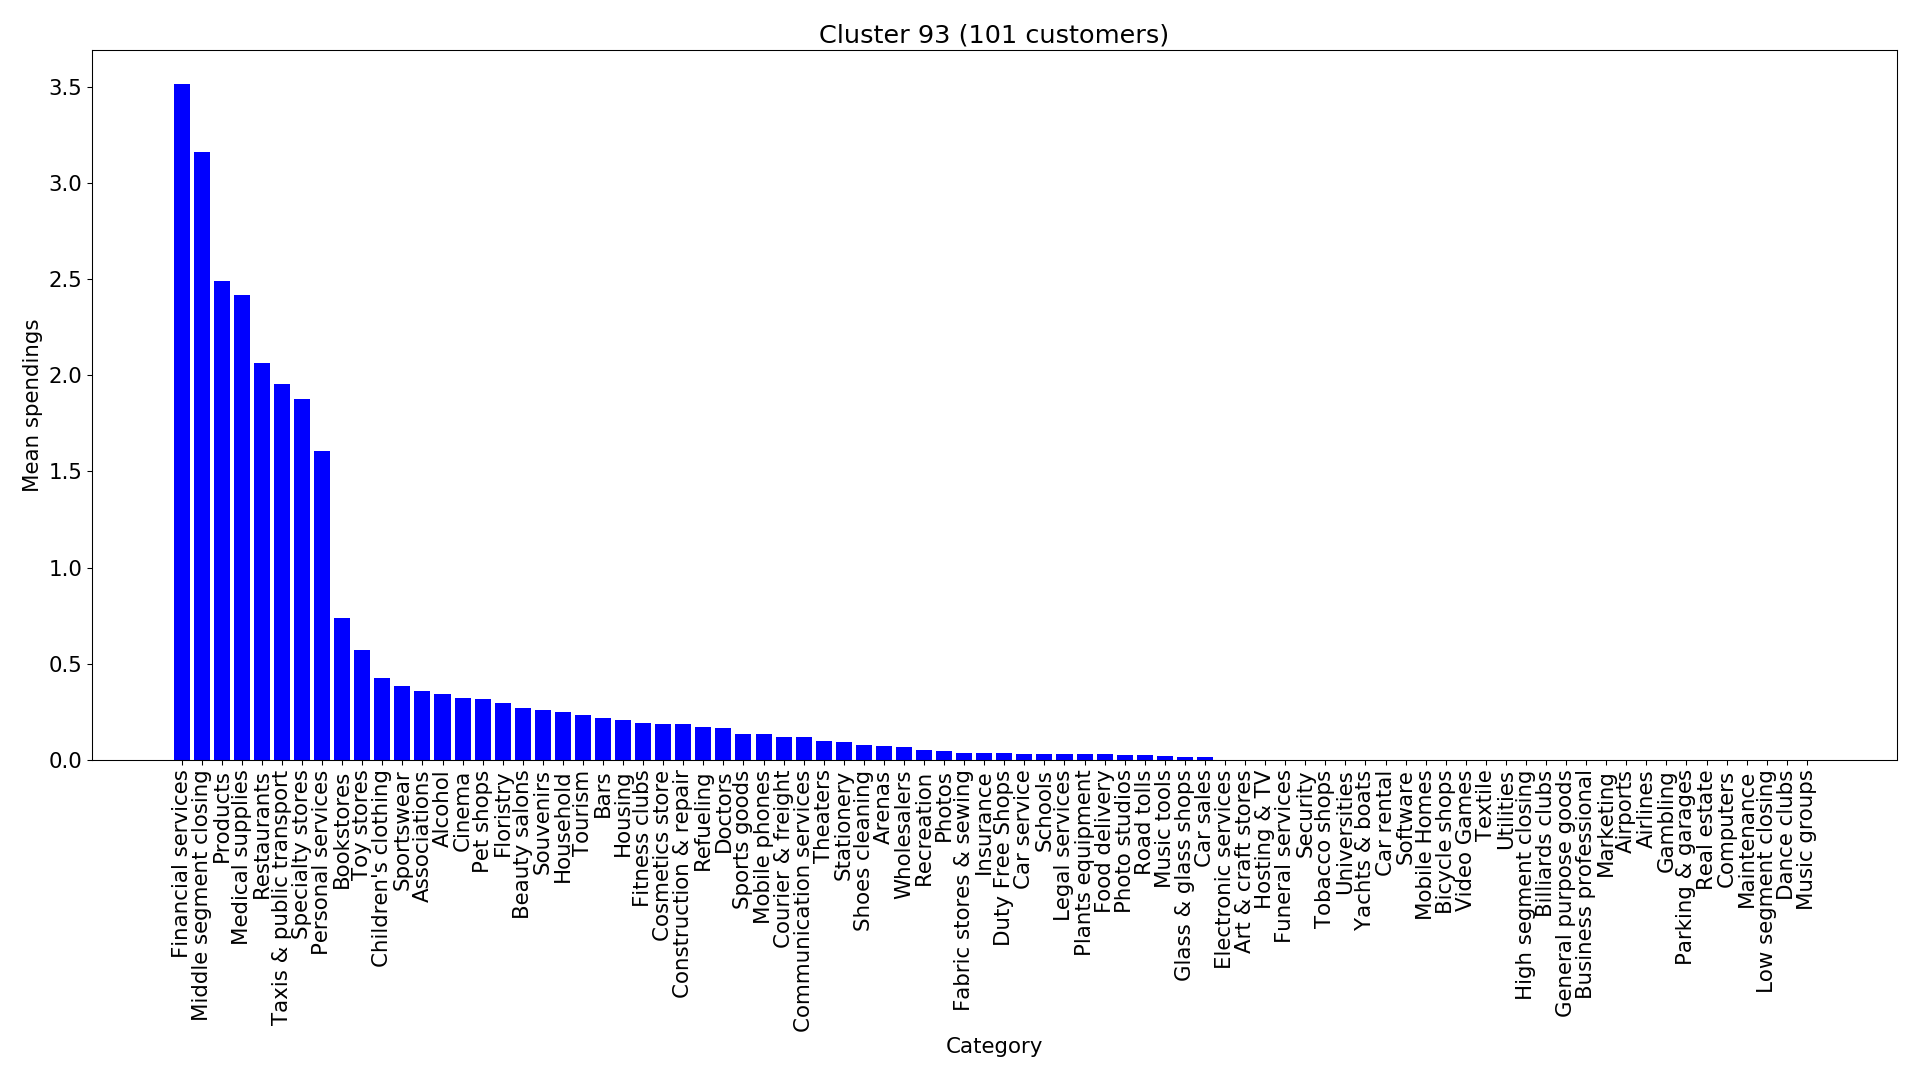 Cluster 93 (101 customers)
Mean spendings
3.5
3.0
2.5
2.0
1.5
1.0
0.5
0.0
Financial services
Middle segment closing
Products
Medical supplies
Restaurants
Taxis & public transport
Specialty stores
Personal services
Bookstores
Toy stores
Children's clothing
Sportswear
Associations
Alcohol
Cinema
Pet shops
Floristry
Beauty salons
Souvenirs
Household
Tourism
Bars
Housing
Fitness clubs
Cosmetics store
Construction & repair
Refueling
Doctors
Sports goods
Mobile phones
Courier & freight
Communication services
Theaters
Stationery
Shoes cleaning
Arenas
Wholesalers
Recreation
Photos
Fabric stores & sewing
Insurance
Duty Free Shops
Car service
Schools
Legal services
Plants equipment
Food delivery
Photo studios
Road tolls
Music tools
Glass & glass shops
Car sales
Electronic services
Art & craft stores
Hosting & TV
Funeral services
Security
Tobacco shops
Universities
Yachts & boats
Car rental
Software
Mobile Homes
Bicycle shops
Video Games
Textile
Utilities
High segment closing
Billiards clubs
General purpose goods
Business professional
Marketing
Airports
Airlines
Gambling
Parking & garages
Real estate
Computers
Maintenance
Low segment closing
Dance clubs
Music groups
Category